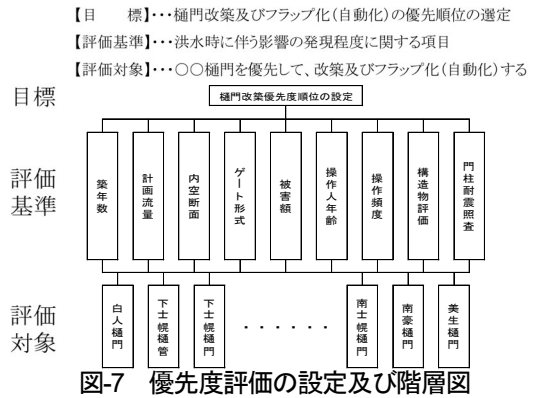 【目　　標】・・・樋門改築及びフラップ化(自動化)の優先順位の選定
【評価基準】・・・洪水時に伴う影響の発現程度に関する項目
【評価対象】・・・○○樋門を優先して、改築及びフラップ化(自動化)する
目標
樋門改築優先度順位の設定
評価
基準
築年数
計画流量
内空断面
ゲート形式
被害額
操作人年齢
操作頻度
構造物評価
門柱耐震照査
評価
対象
白人樋門
下士幌樋管
下士幌樋門
・・・・・・
南士幌樋門
南豪樋門
美生樋門
図-7　優先度評価の設定及び階層図